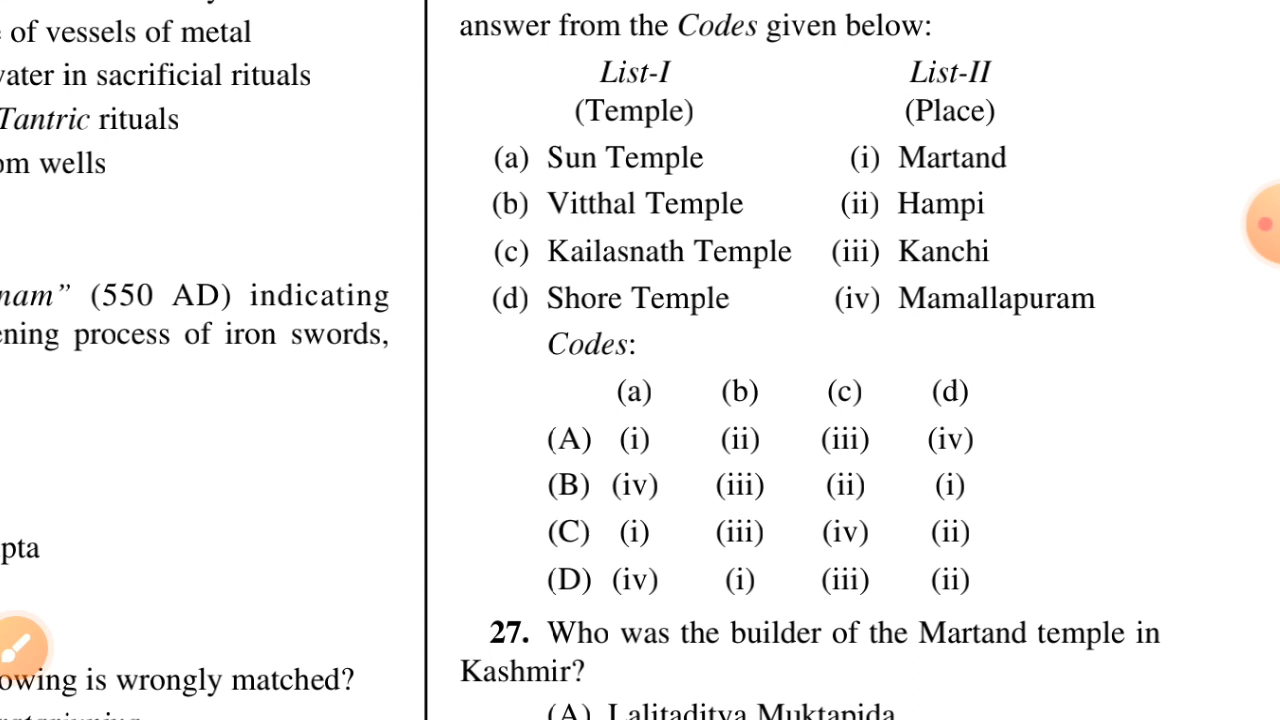 of vessels of metal
water in sacrificial rituals
Tantric rituals
om wells
nam” (550 AD) indicating
ening process of iron swords,
pta
owing is wrongly matched?
answer from the Codes given below:
List-I List-II
(Temple) (Place)
(a) Sun Temple (i) Martand
(b) Vitthal Temple (ii) Hampi
(c) Kailasnath Temple (iii) Kanchi
(d) Shore Temple (iv) Mamallapuram
Codes:
(a) (b) (c) (d)
(A) (i) (ii) (iii) (iv)
(B) (iv) (iii) (ii) (i)
(C) (i) (iii) (iv) (ii)
(D) (iv) (i) (iii) (ii)
27. Who was the builder of the Martand temple in
Kashmir?
(A) Lalitaditya Muktapida